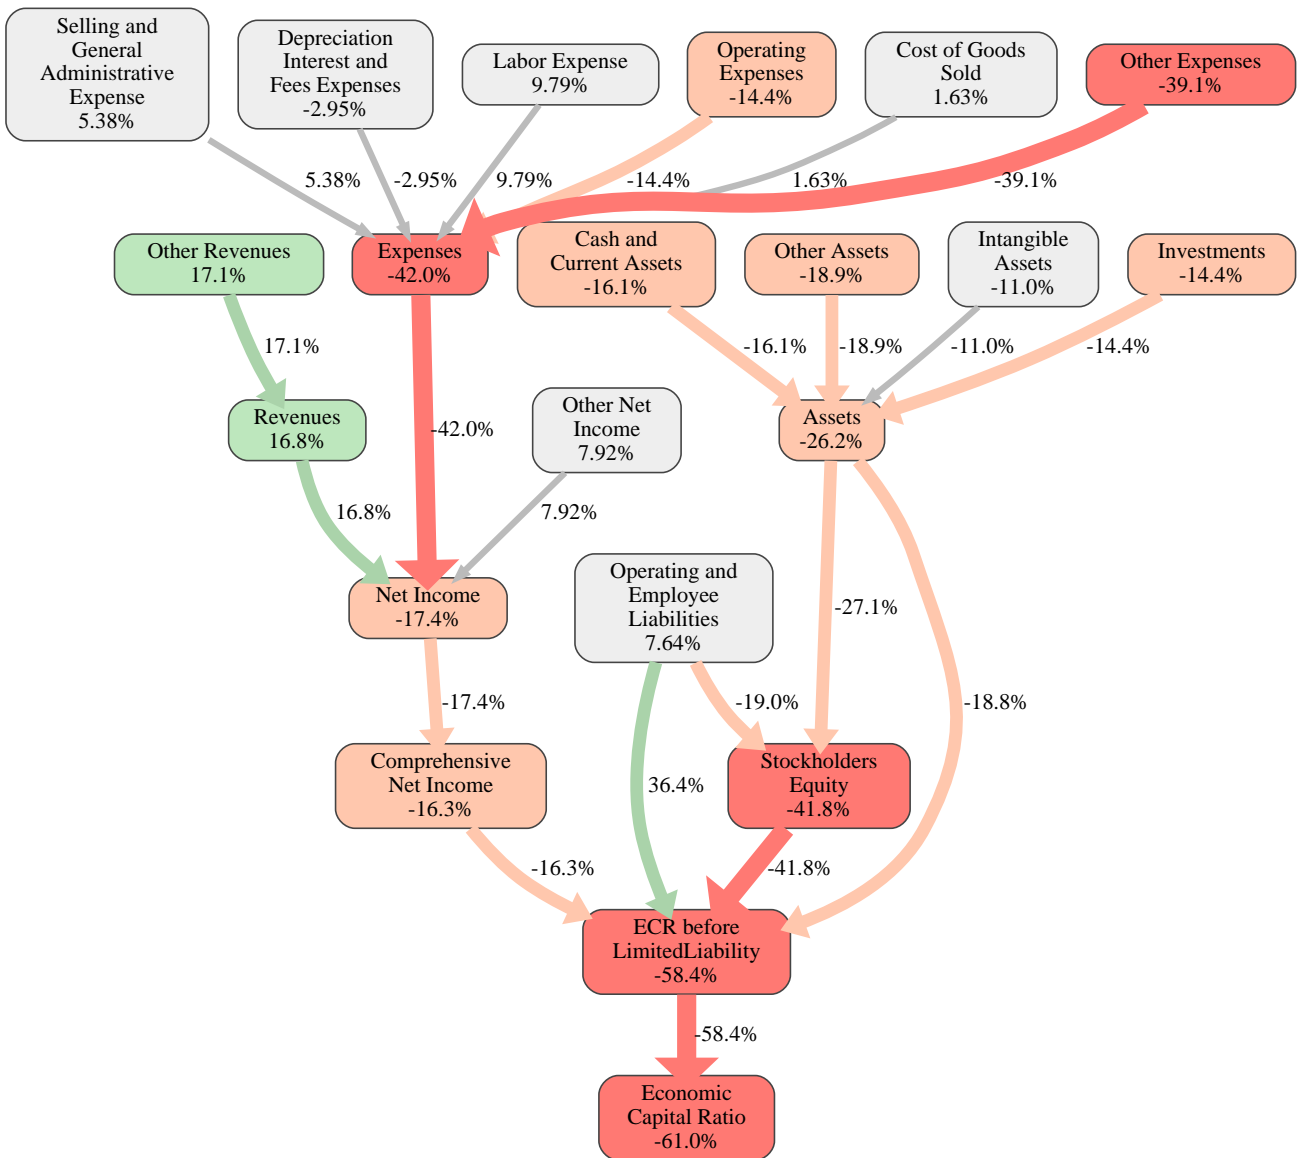 Selling and
General
Administrative
Expense
5.38%
Depreciation
Interest and
Fees Expenses
-2.95%
Labor Expense
9.79%
Operating
Expenses
-14.4%
Cost of Goods
Sold
1.63%
Other Expenses
-39.1%
5.38%
-2.95%
9.79%
-14.4%
1.63%
-39.1%
Other Revenues
17.1%
Expenses
-42.0%
Cash and
Current Assets
-16.1%
Other Assets
-18.9%
Intangible
Assets
-11.0%
Investments
-14.4%
17.1%
-16.1%
-18.9%
-11.0%
-14.4%
Revenues
16.8%
-42.0%
Other Net
Income
7.92%
Assets
-26.2%
16.8%
7.92%
Net Income
-17.4%
Operating and
Employee
Liabilities
7.64%
-27.1%
-17.4%
-19.0%
-18.8%
Comprehensive
Net Income
-16.3%
36.4%
Stockholders
Equity
-41.8%
-16.3%
-41.8%
ECR before
LimitedLiability
-58.4%
-58.4%
Economic
Capital Ratio
-61.0%